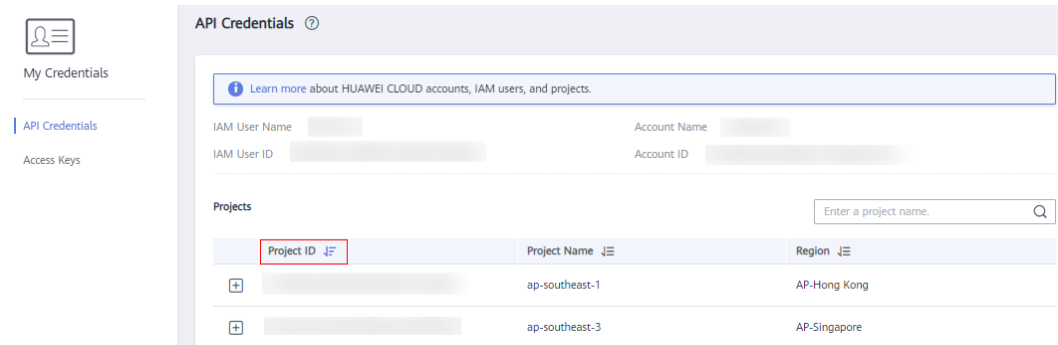 API Credentials
My Credentials
Learn more about HUAWEI CLOUD accounts, IAM users, and projects.
API Credentials
IAM User Name
Account Name
Access Keys
IAM User ID
Account ID
Projects
Enter a project name.
Project ID
Project Name
Region
ap-southeast-1
AP-Hong Kong
ap-southeast-3
AP-Singapore